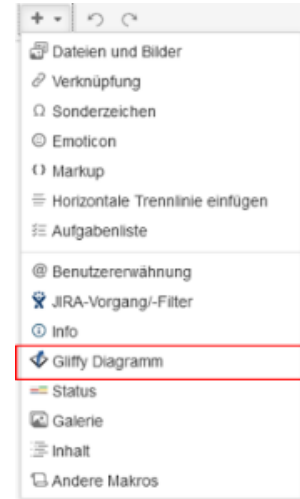 Dateien und Bilder
Verknüpfung
Sonderzeichen
Emoticon
Markup
Horizontale Trennlinie einfügen
Aufgabenliste
Benutzererwähnung
JIRA-Vorgang/-Filter
Info
Gliffy Diagramm
Status
Galerie
Inhalt
Andere Makros